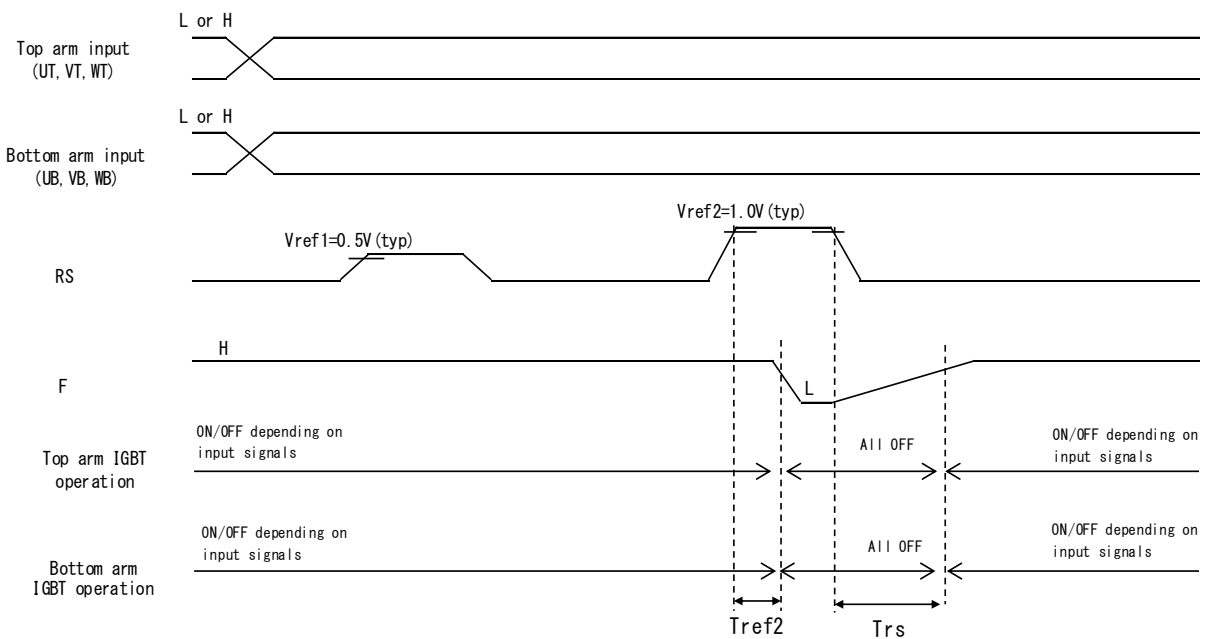 L or H
Top arm input
(UT, VT, WT)
L or H
Bottom arm input
(UB, VB, WB)
Vref2=1.0V(typ)
Vref1=0.5V(typ)
RS
H
F
L
ON/OFF depending on
input signals
All OFF
ON/OFF depending on
input signals
Top arm IGBT
operation
ON/OFF depending on
input signals
All OFF
ON/OFF depending on
input signals
Bottom arm
IGBT operation
Tref2
Trs